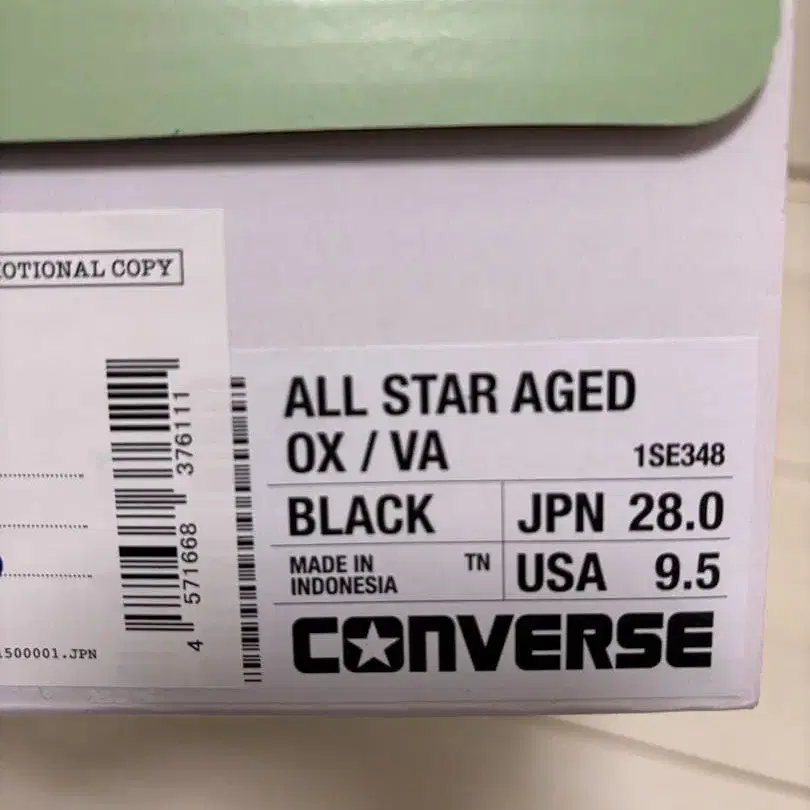 OTIONAL COPY
4 571668 376111
1500001.JPN
ALL STAR AGED
OX / VA 1SE348
BLACK JPN 28.0
MADE IN INDONESIA TN USA 9.5
CONVERSE